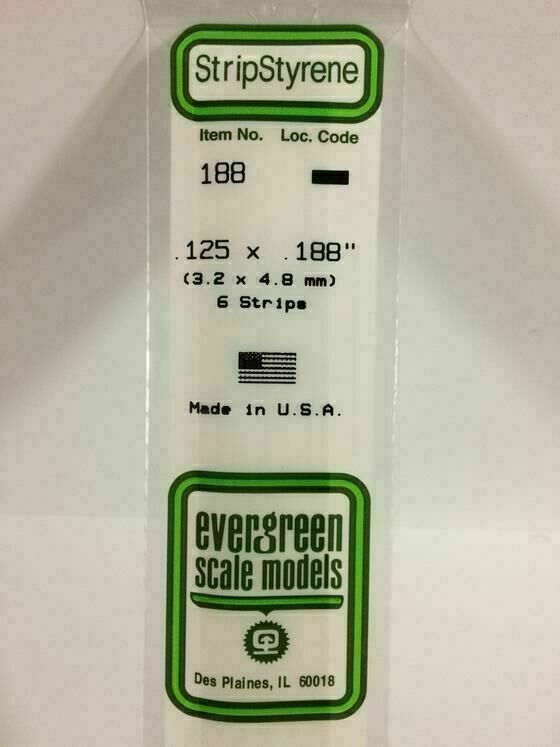 StripStyrene
Item No. Loc. Code
188
.125 x .188"
(3.2 x 4.8 mm)
6 Strips
Made in U.S.A.
evergreen
scale models
Des Plaines, IL 60018